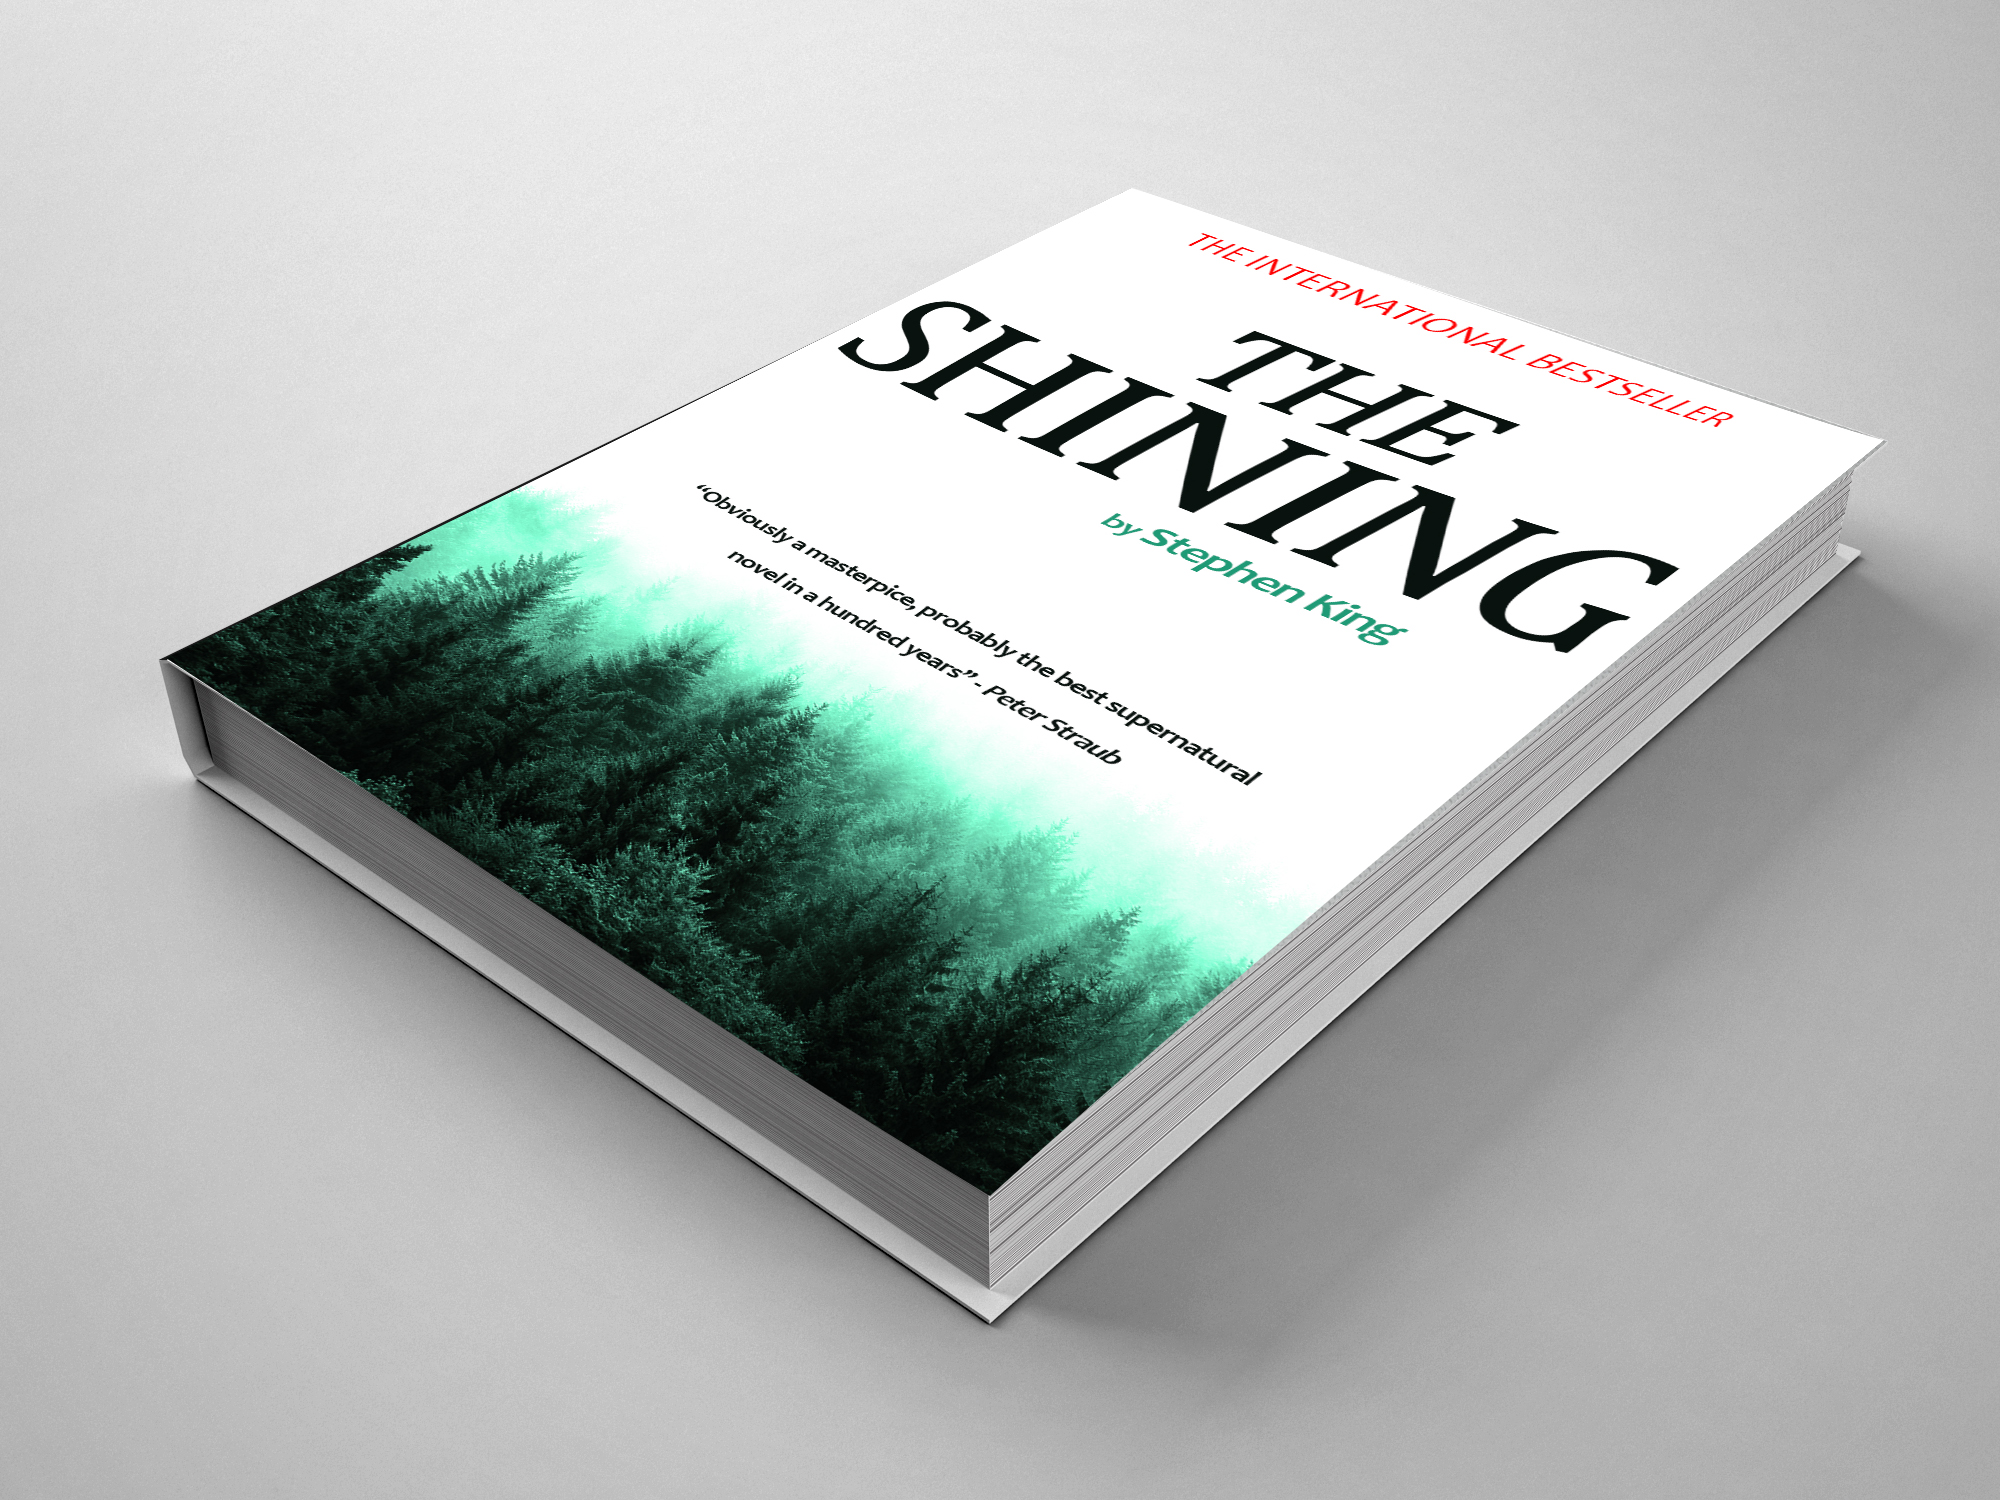 THE INTERNATIONAL BESTSELLER
THE
SHINING
by Stephen King
“Obviously a masterpice, probably the best supernatural
novel in a hundred years” - Peter Straub